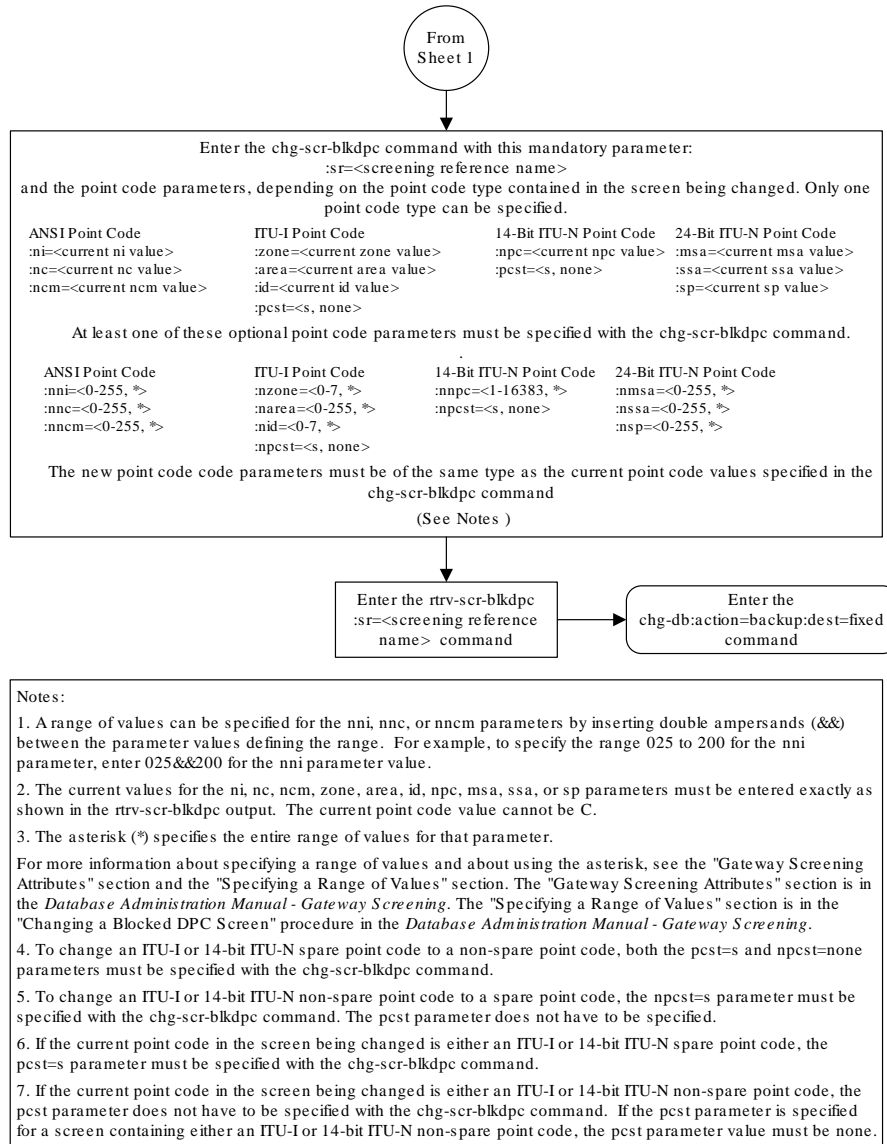 From
Sheet 1
Enter the chg-scr-blkdpc command with this mandatory parameter:
:sr=<screening reference name>
and the point code parameters, depending on the point code type contained in the screen being changed. Only one
point code type can be specified.
ANSI Point Code
:ni=<current ni value>
:nc=<current nc value>
:ncm=<current ncm value>
ITU-I Point Code
:zone=<current zone value>
:area=<current area value>
:id=<current id value>
:pcst=<s, none>
14-Bit ITU-N Point Code
:npc=<current npc value>
:pcst=<s, none>
24-Bit ITU-N Point Code
:msa=<current msa value>
:ssa=<current ssa value>
:sp=<current sp value>
At least one of these optional point code parameters must be specified with the chg-scr-blkdpc command.
.
ANSI Point Code
:nni=<0-255, *>
:nnc=<0-255, *>
:nncm=<0-255, *>
ITU-I Point Code
:nzone=<0-7, *>
:narea=<0-255, *>
:nid=<0-7, *>
:npcst=<s, none>
14-Bit ITU-N Point Code
:nnpc=<1-16383, *>
:npcst=<s, none>
24-Bit ITU-N Point Code
:nmsa=<0-255, *>
:nssa=<0-255, *>
:nsp=<0-255, *>
The new point code code parameters must be of the same type as the current point code values specified in the
chg-scr-blkdpc command
(See Notes )
Enter the rtrv-scr-blkdpc
:sr=<screening reference
name> command
Enter the
chg-db:action=backup:dest=fixed
command
Notes:
1. A range of values can be specified for the nni, nnc, or nncm parameters by inserting double ampersands (&&)
between the parameter values defining the range. For example, to specify the range 025 to 200 for the nni
parameter, enter 025&&200 for the nni parameter value.
2. The current values for the ni, nc, ncm, zone, area, id, npc, msa, ssa, or sp parameters must be entered exactly as
shown in the rtrv-scr-blkdpc output. The current point code value cannot be C.
3. The asterisk (*) specifies the entire range of values for that parameter.
For more information about specifying a range of values and about using the asterisk, see the "Gateway Screening
Attributes" section and the "Specifying a Range of Values" section. The "Gateway Screening Attributes" section is in
the Database Administration Manual - Gateway Screening. The "Specifying a Range of Values" section is in the
"Changing a Blocked DPC Screen" procedure in the Database Administration Manual - Gateway Screening.
4. To change an ITU-I or 14-bit ITU-N spare point code to a non-spare point code, both the pcst=s and npcst=none
parameters must be specified with the chg-scr-blkdpc command.
5. To change an ITU-I or 14-bit ITU-N non-spare point code to a spare point code, the npcst=s parameter must be
specified with the chg-scr-blkdpc command. The pcst parameter does not have to be specified.
6. If the current point code in the screen being changed is either an ITU-I or 14-bit ITU-N spare point code, the
pcst=s parameter must be specified with the chg-scr-blkdpc command.
7. If the current point code in the screen being changed is either an ITU-I or 14-bit ITU-N non-spare point code, the
pcst parameter does not have to be specified with the chg-scr-blkdpc command. If the pcst parameter is specified
for a screen containing either an ITU-I or 14-bit ITU-N non-spare point code, the pcst parameter value must be none.